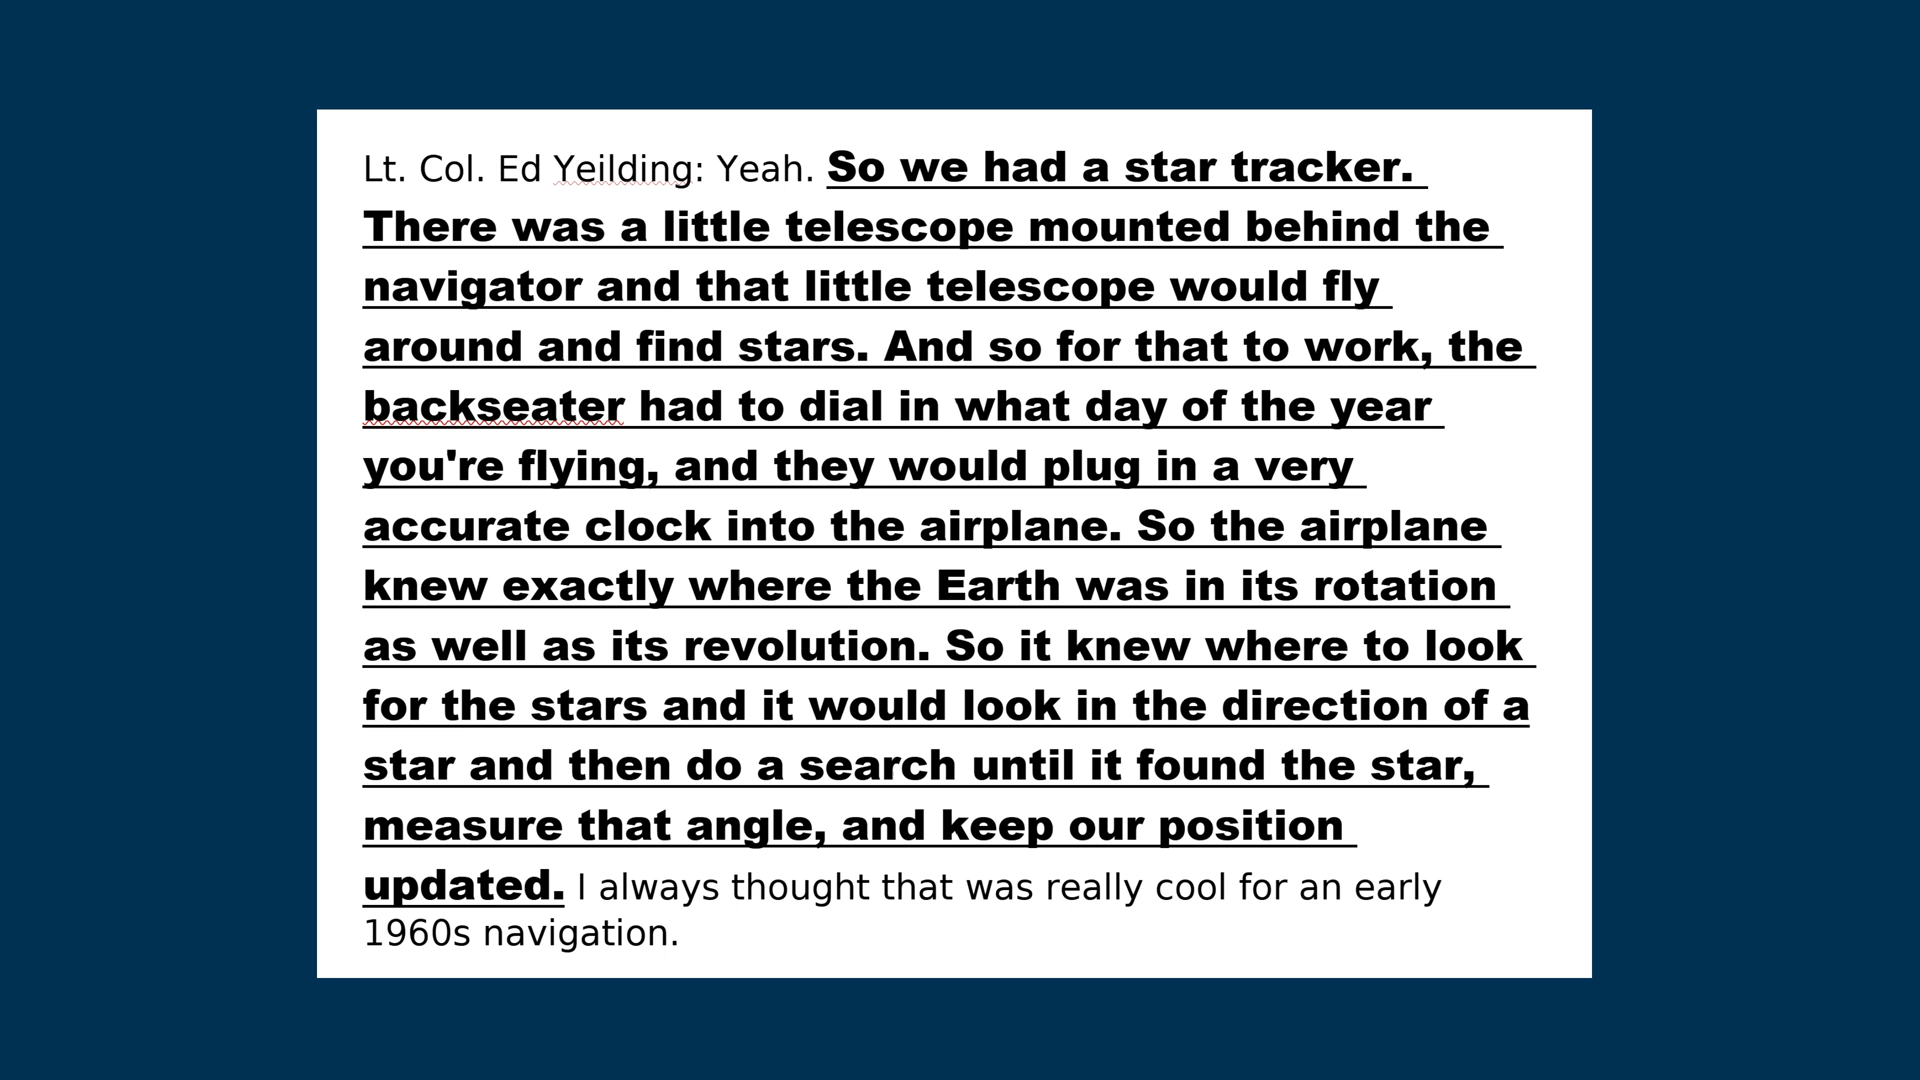 Lt. Col. Ed Yeilding: Yeah. So we had a star tracker.
There was a little telescope mounted behind the
navigator and that little telescope would fly
around and find stars. And so for that to work, the
backseater had to dial in what day of the year
you're flying, and they would plug in a very
accurate clock into the airplane. So the airplane
knew exactly where the Earth was in its rotation
as well as its revolution. So it knew where to look
for the stars and it would look in the direction of a
star and then do a search until it found the star,
measure that angle, and keep our position
updated. I always thought that was really cool for an early
1960s navigation.